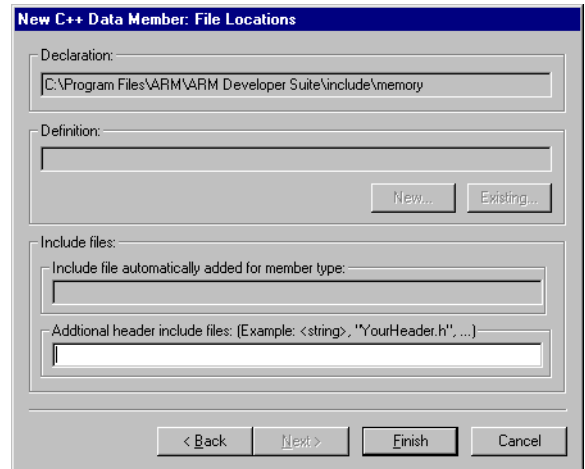 New C++ Data Member: File Locations
Declaration:
C:\Program Files\ARM\ARM Developer Suite\include\memory
Definition:
New... Existing...
Include files:
Include file automatically added for member type:
Addtional header include files: (Example: <string>, "YourHeader.h", ...)
< Back Next > Finish Cancel